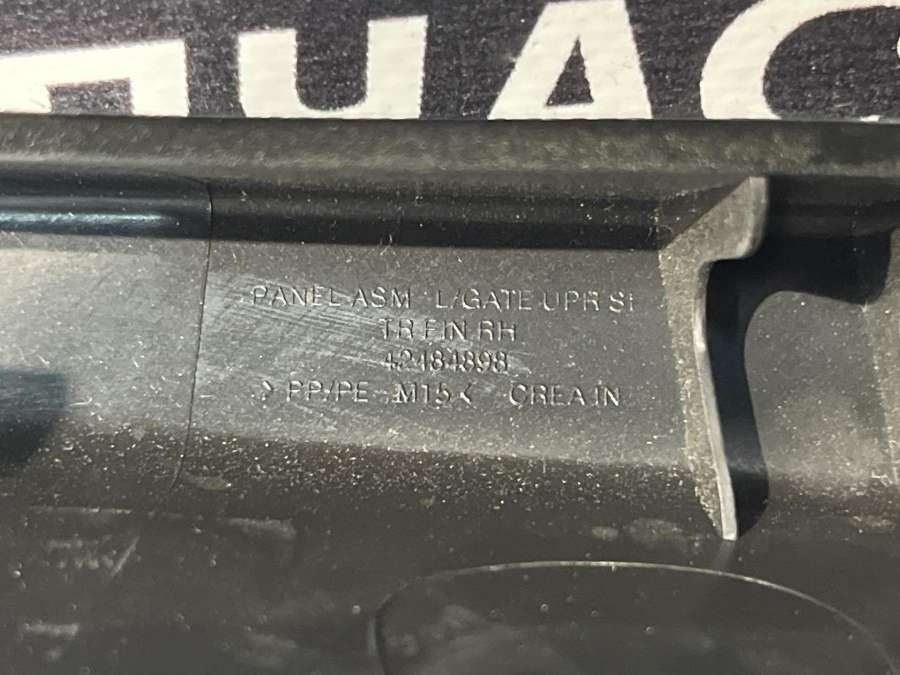 PANEL ASM L/GATE UPR SI
TR FIN RH
42484898
>PP/PE -M15< CREA IN